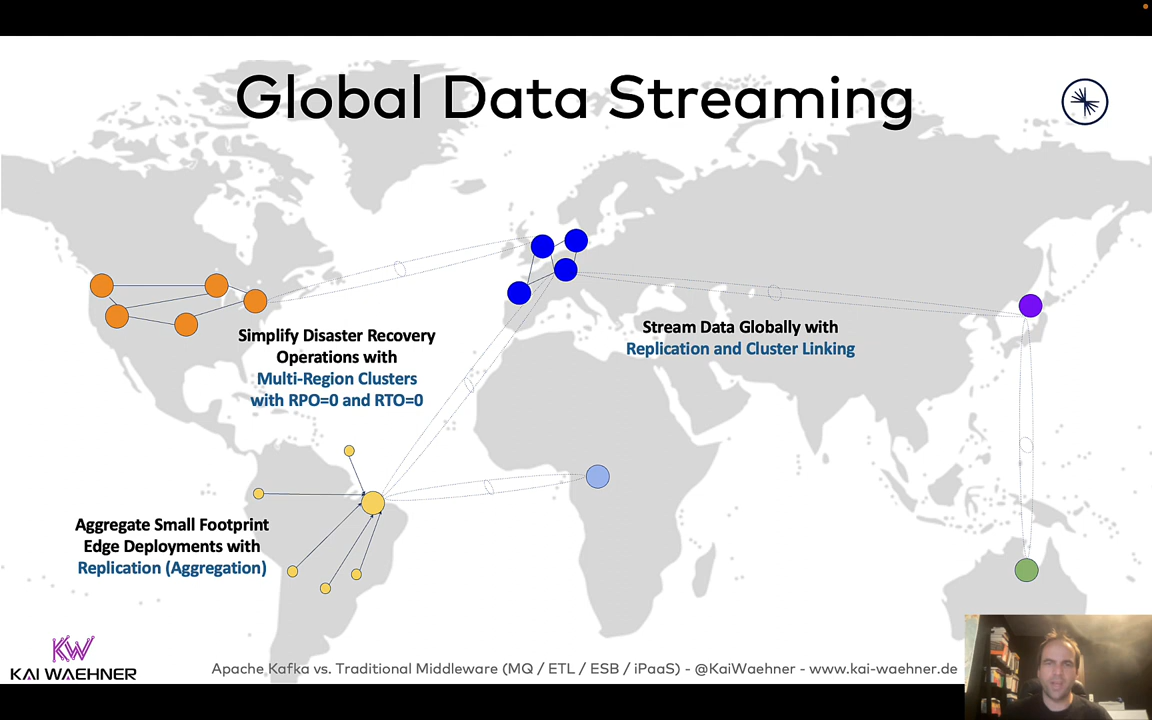 Global Data Streaming
Simplify Disaster Recovery
Operations with
Multi-Region Clusters
with RPO=0 and RTO=0
Stream Data Globally with
Replication and Cluster Linking
Aggregate Small Footprint
Edge Deployments with
Replication (Aggregation)
KW
KAI WAEHNER
Apache Kafka vs. Traditional Middleware (MQ / ETL / ESB / iPaaS) - @KaiWaehner - www.kai-waehner.de